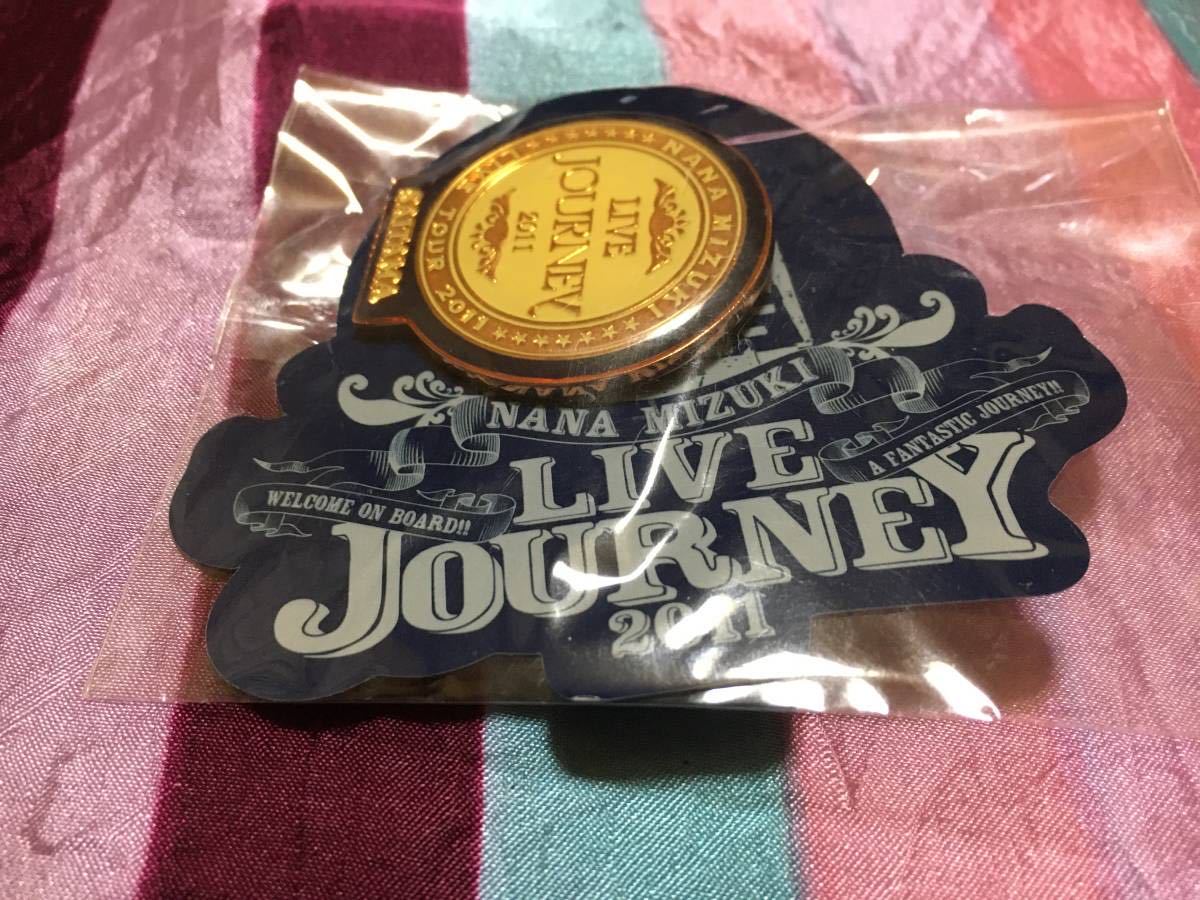 NANA MIZUKI
LIVE TOUR 2011
LIVE
JOURNEY
2011
NANA MIZUKI
LIVE
JOURNEY
2011
WELCOME ON BOARD!!
A FANTASTIC JOURNEY!!